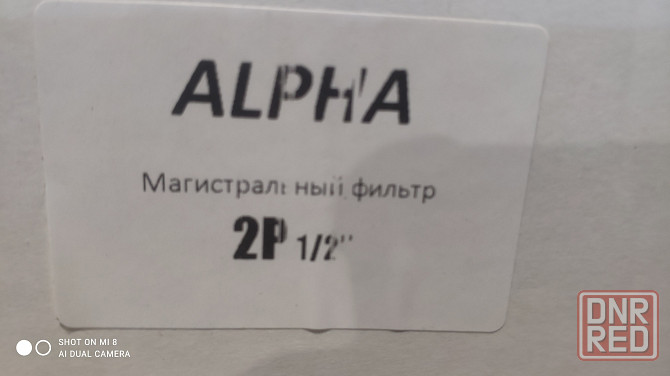 ALPHA
Магистральный фильтр
2P 1/2"
SHOT ON MI 8
AI DUAL CAMERA
DNR
RED